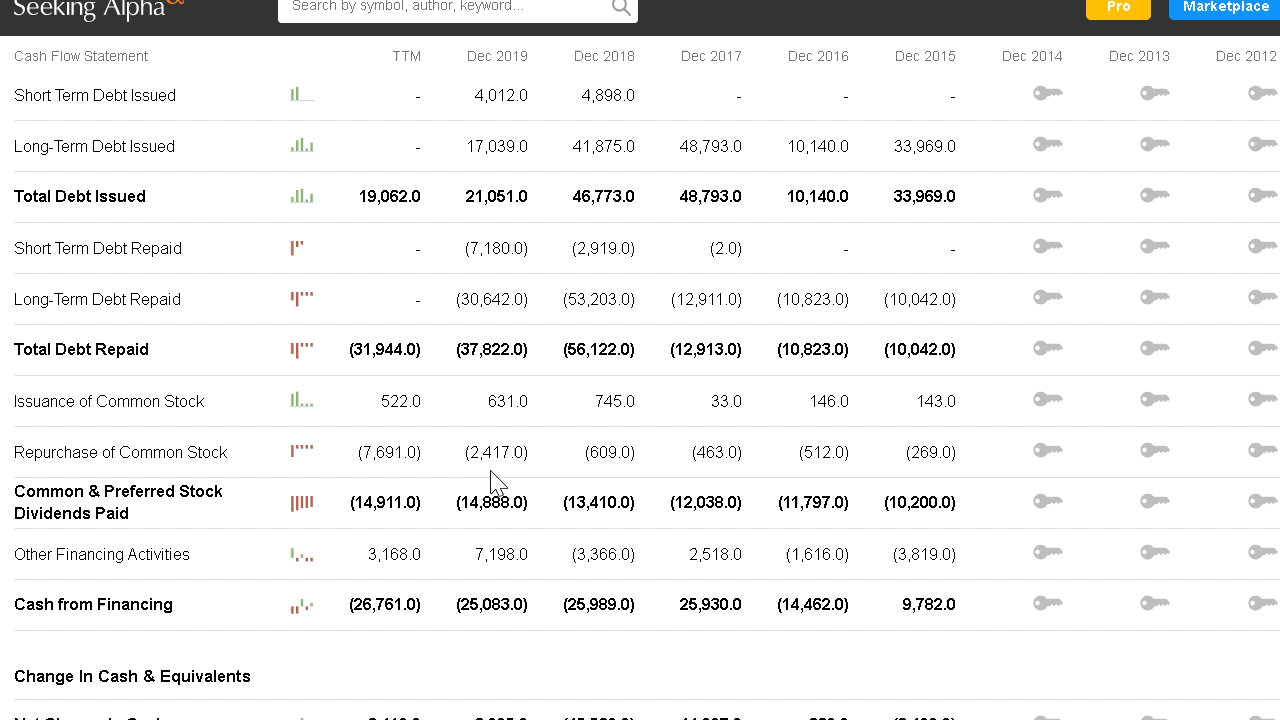 Seeking Alpha α
Search by symbol, author, keyword...
Pro
Marketplace
Cash Flow Statement TTM Dec 2019 Dec 2018 Dec 2017 Dec 2016 Dec 2015 Dec 2014 Dec 2013 Dec 2012
Short Term Debt Issued - 4,012.0 4,898.0 - - -
Long-Term Debt Issued - 17,039.0 41,875.0 48,793.0 10,140.0 33,969.0
Total Debt Issued 19,062.0 21,051.0 46,773.0 48,793.0 10,140.0 33,969.0
Short Term Debt Repaid - (7,180.0) (2,919.0) (2.0) - -
Long-Term Debt Repaid - (30,642.0) (53,203.0) (12,911.0) (10,823.0) (10,042.0)
Total Debt Repaid (31,944.0) (37,822.0) (56,122.0) (12,913.0) (10,823.0) (10,042.0)
Issuance of Common Stock 522.0 631.0 745.0 33.0 146.0 143.0
Repurchase of Common Stock (7,691.0) (2,417.0) (609.0) (463.0) (512.0) (269.0)
Common & Preferred Stock
Dividends Paid (14,911.0) (14,888.0) (13,410.0) (12,038.0) (11,797.0) (10,200.0)
Other Financing Activities 3,168.0 7,198.0 (3,366.0) 2,518.0 (1,616.0) (3,819.0)
Cash from Financing (26,761.0) (25,083.0) (25,989.0) 25,930.0 (14,462.0) 9,782.0
Change In Cash & Equivalents